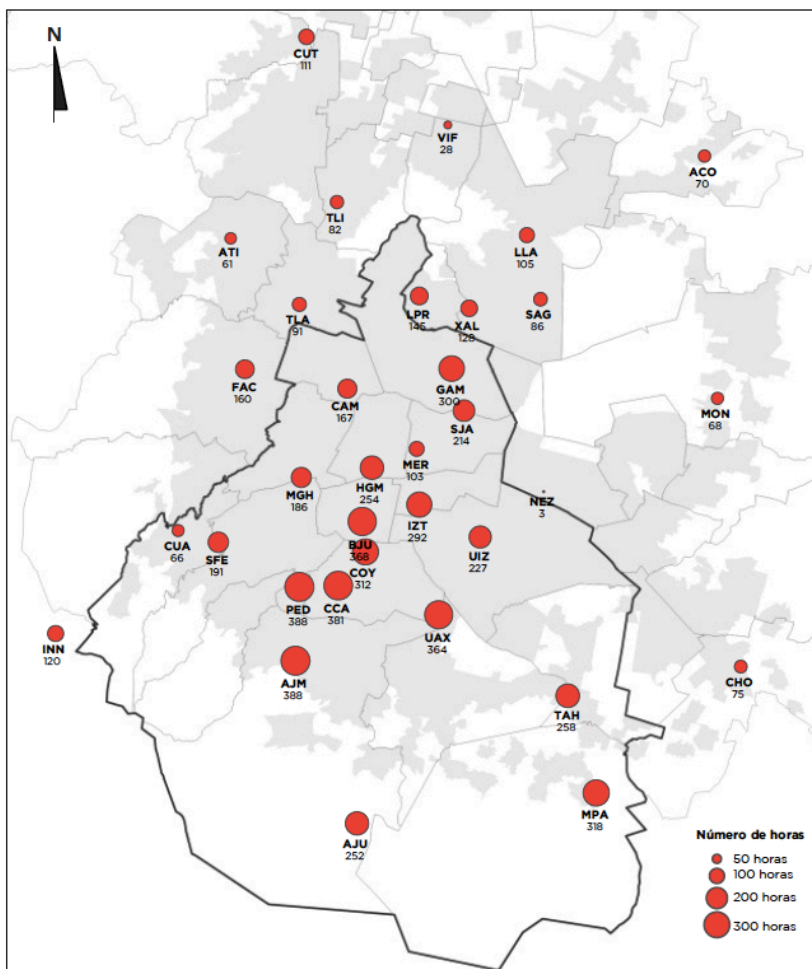 N
CUT
111
VIF
28
ACO
70
TLI
82
ATI
61
LLA
105
TLA
91
LPR
145
XAL
128
SAG
86
FAC
160
CAM
167
GAM
300
SJA
214
MON
68
MER
103
HGM
254
MGH
186
NEZ
3
IZT
292
BJU
368
UIZ
227
CUA
66
SFE
191
COY
312
PED
388
CCA
381
UAX
364
INN
120
AJM
388
CHO
75
TAH
258
MPA
318
AJU
252
Número de horas
50 horas
100 horas
200 horas
300 horas